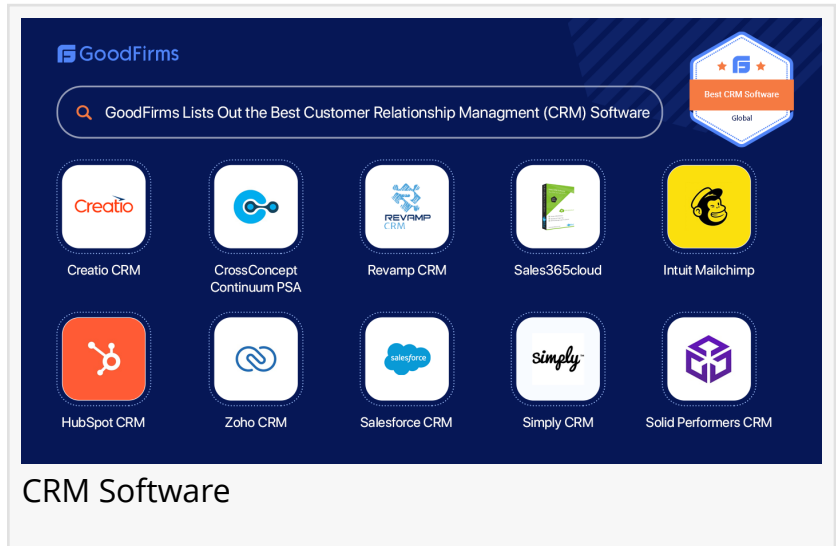 GoodFirms
Best CRM Software
Global
GoodFirms Lists Out the Best Customer Relationship Managment (CRM) Software
Creatio
REVAMP
CRM
Creatio CRM
CrossConcept
Continuum PSA
Revamp CRM
Sales365cloud
Intuit Mailchimp
salesforce
Simply
HubSpot CRM
Zoho CRM
Salesforce CRM
Simply CRM
Solid Performers CRM
CRM Software